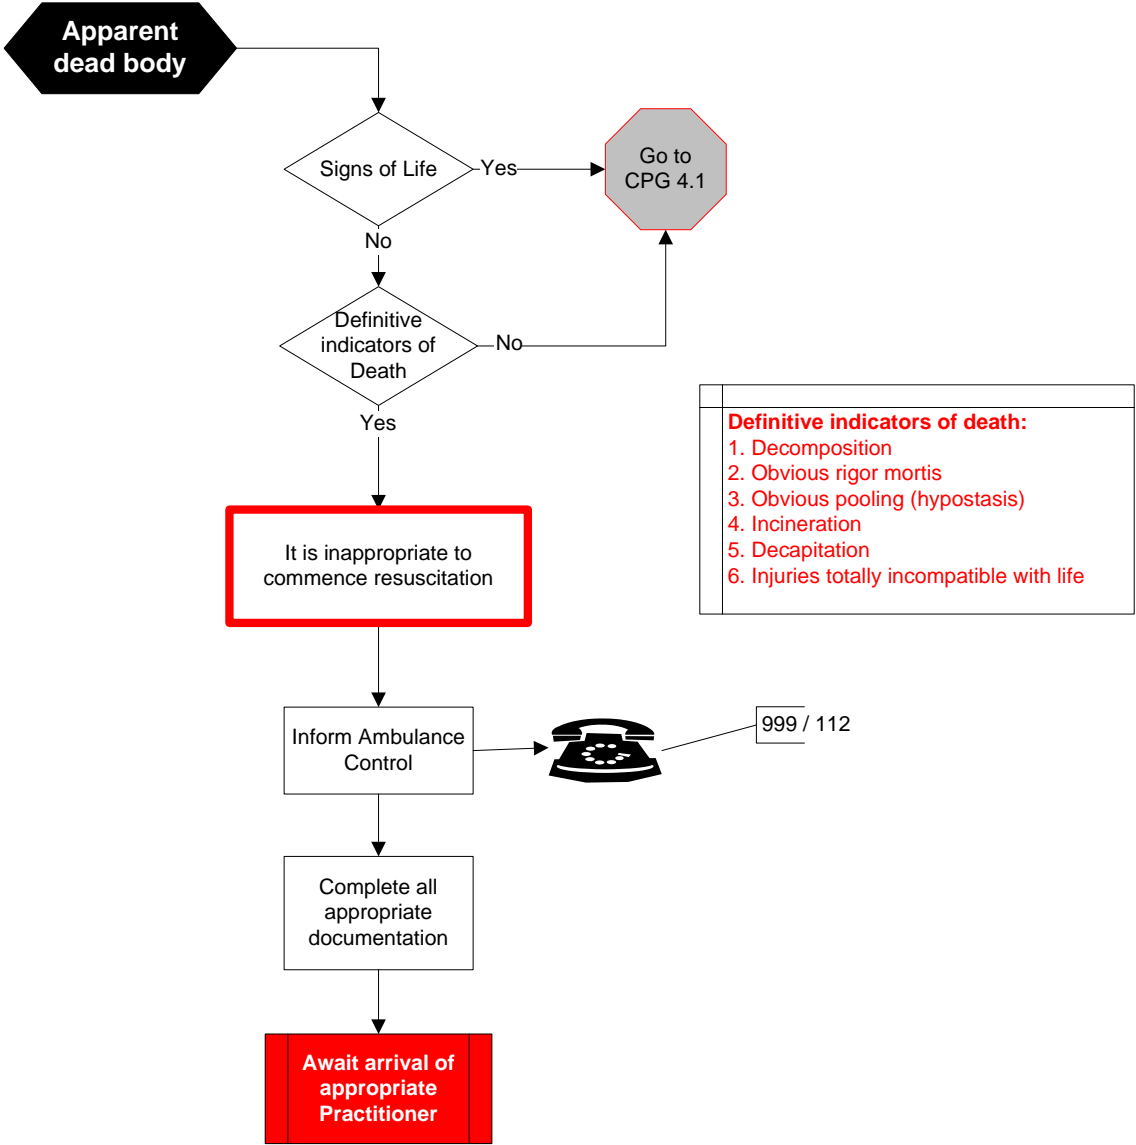 Apparent
dead body
Signs of Life
Yes
Go to
CPG 4.1
No
Definitive
indicators of
Death
No
Yes
Definitive indicators of death:
1. Decomposition
2. Obvious rigor mortis
3. Obvious pooling (hypostasis)
4. Incineration
5. Decapitation
6. Injuries totally incompatible with life
It is inappropriate to
commence resuscitation
Inform Ambulance
Control
999 / 112
Complete all
appropriate
documentation
Await arrival of
appropriate
Practitioner